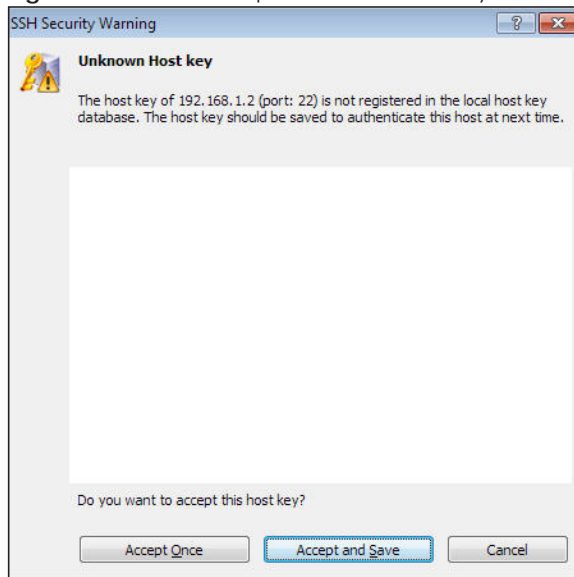 SSH Security Warning
Unknown Host key
The host key of 192.168.1.2 (port: 22) is not registered in the local host key
database. The host key should be saved to authenticate this host at next time.
Do you want to accept this host key?
Accept Once
Accept and Save
Cancel